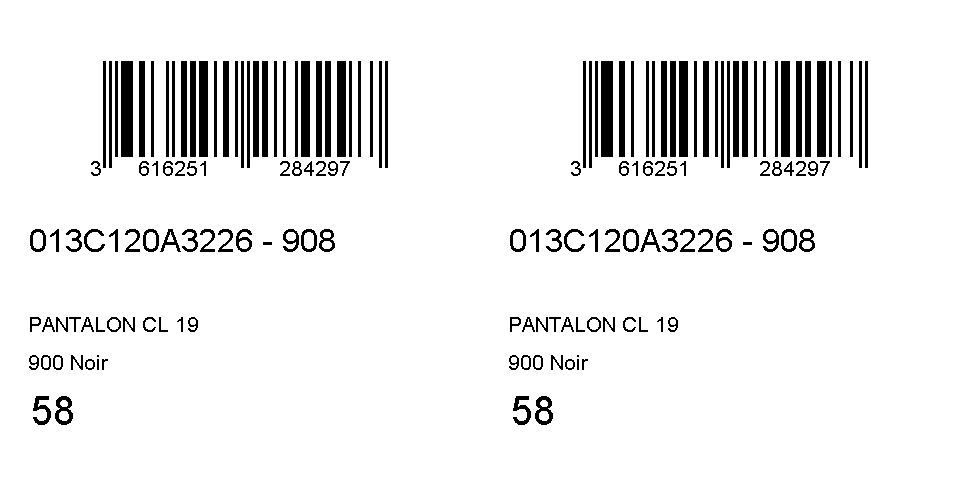 3 616251 284297
013C120A3226 - 908
PANTALON CL 19
900 Noir
58
3 616251 284297
013C120A3226 - 908
PANTALON CL 19
900 Noir
58